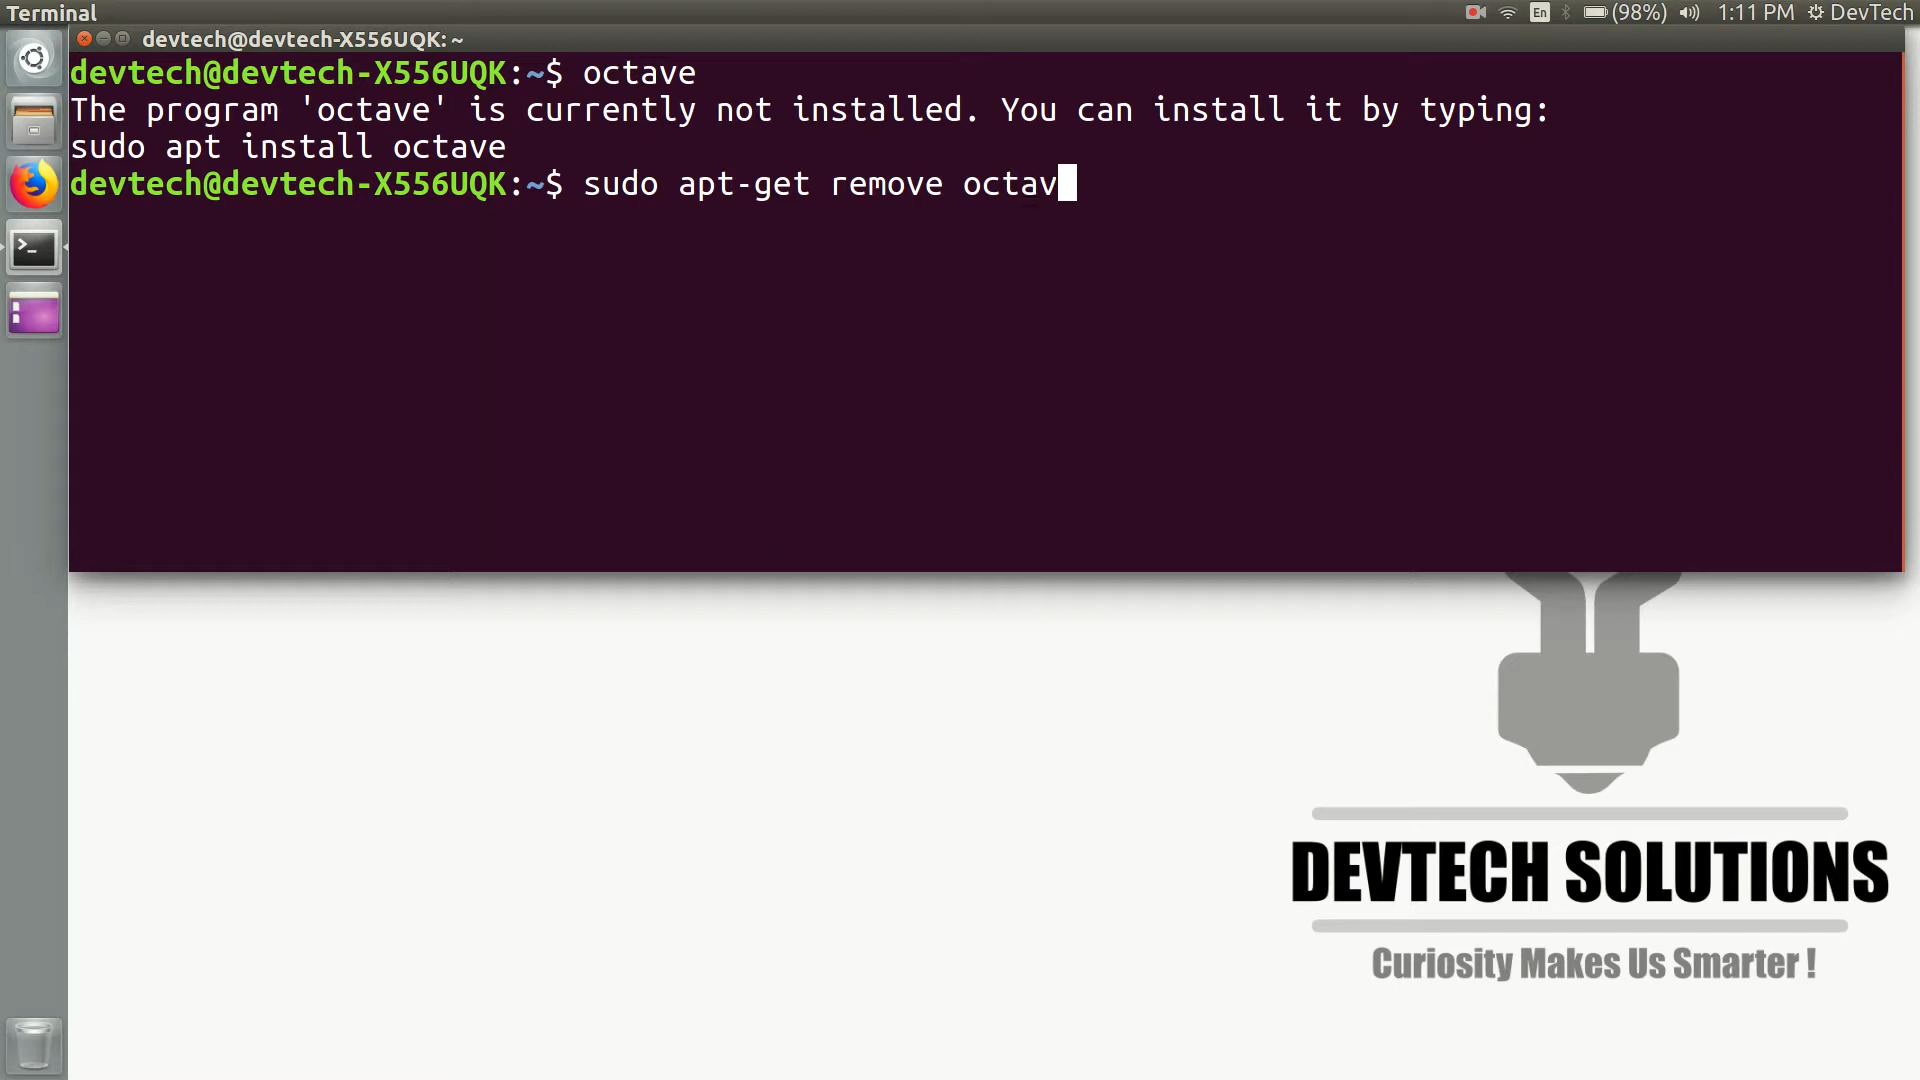 Terminal
En
(98%)
1:11 PM
DevTech
devtech@devtech-X556UQK: ~
devtech@devtech-X556UQK:~$ octave
The program 'octave' is currently not installed. You can install it by typing:
sudo apt install octave
devtech@devtech-X556UQK:~$ sudo apt-get remove octav
DEVTECH SOLUTIONS
Curiosity Makes Us Smarter !